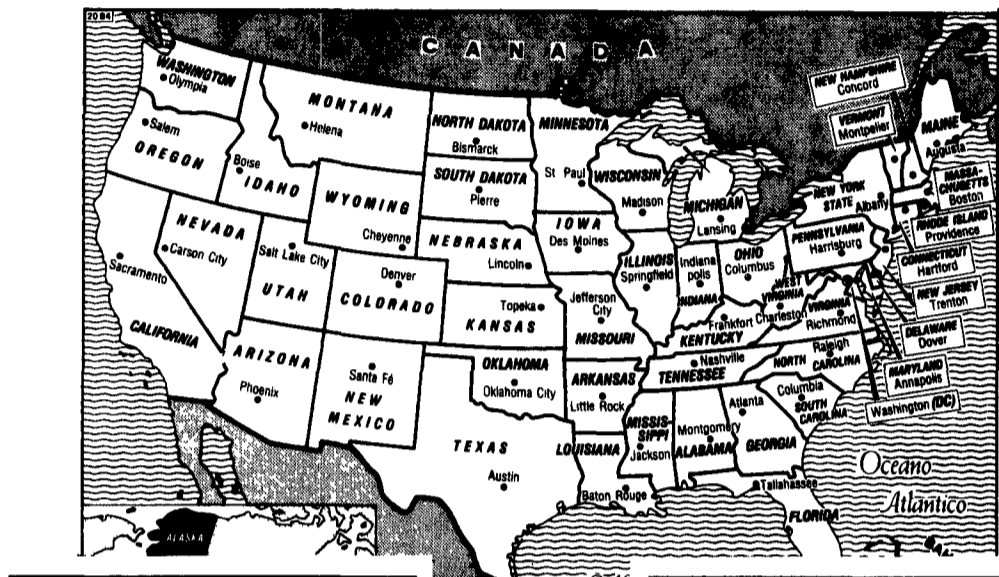 20 84
CANADA
WASHINGTON
Olympia
MONTANA
Helena
NORTH DAKOTA
Bismarck
MINNESOTA
St Paul
NEW HAMPSHIRE
Concord
VERMONT
Montpelier
MAINE
Augusta
Salem
OREGON
Boise
IDAHO
WYOMING
Cheyenne
SOUTH DAKOTA
Pierre
WISCONSIN
Madison
MICHIGAN
Lansing
NEW YORK
STATE Albany
MASSA-
CHUSETTS
Boston
RHODE ISLAND
Providence
NEVADA
Carson City
Salt Lake City
UTAH
NEBRASKA
Lincoln
IOWA
Des Moines
ILLINOIS
Springfield
Indiana
polis
INDIANA
OHIO
Columbus
PENNSYLVANIA
Harrisburg
CONNECTICUT
Hartford
NEW JERSEY
Trenton
Sacramento
CALIFORNIA
Denver
COLORADO
Topeka
KANSAS
Jefferson
City
MISSOURI
WEST
VIRGINIA
Charleston
Frankfort
KENTUCKY
VIRGINIA
Richmond
DELAWARE
Dover
MARYLAND
Annapolis
Washington (DC)
ARIZONA
Phoenix
Santa Fé
NEW
MEXICO
OKLAHOMA
Oklahoma City
ARKANSAS
Little Rock
Nashville
TENNESSEE
Raleigh
NORTH CAROLINA
Columbia
SOUTH
CAROLINA
TEXAS
Austin
LOUISIANA
Baton Rouge
MISSIS-
SIPPI
Jackson
Montgomery
ALABAMA
Atlanta
GEORGIA
Tallahassee
FLORIDA
Oceano
Atlântico
ALASKA